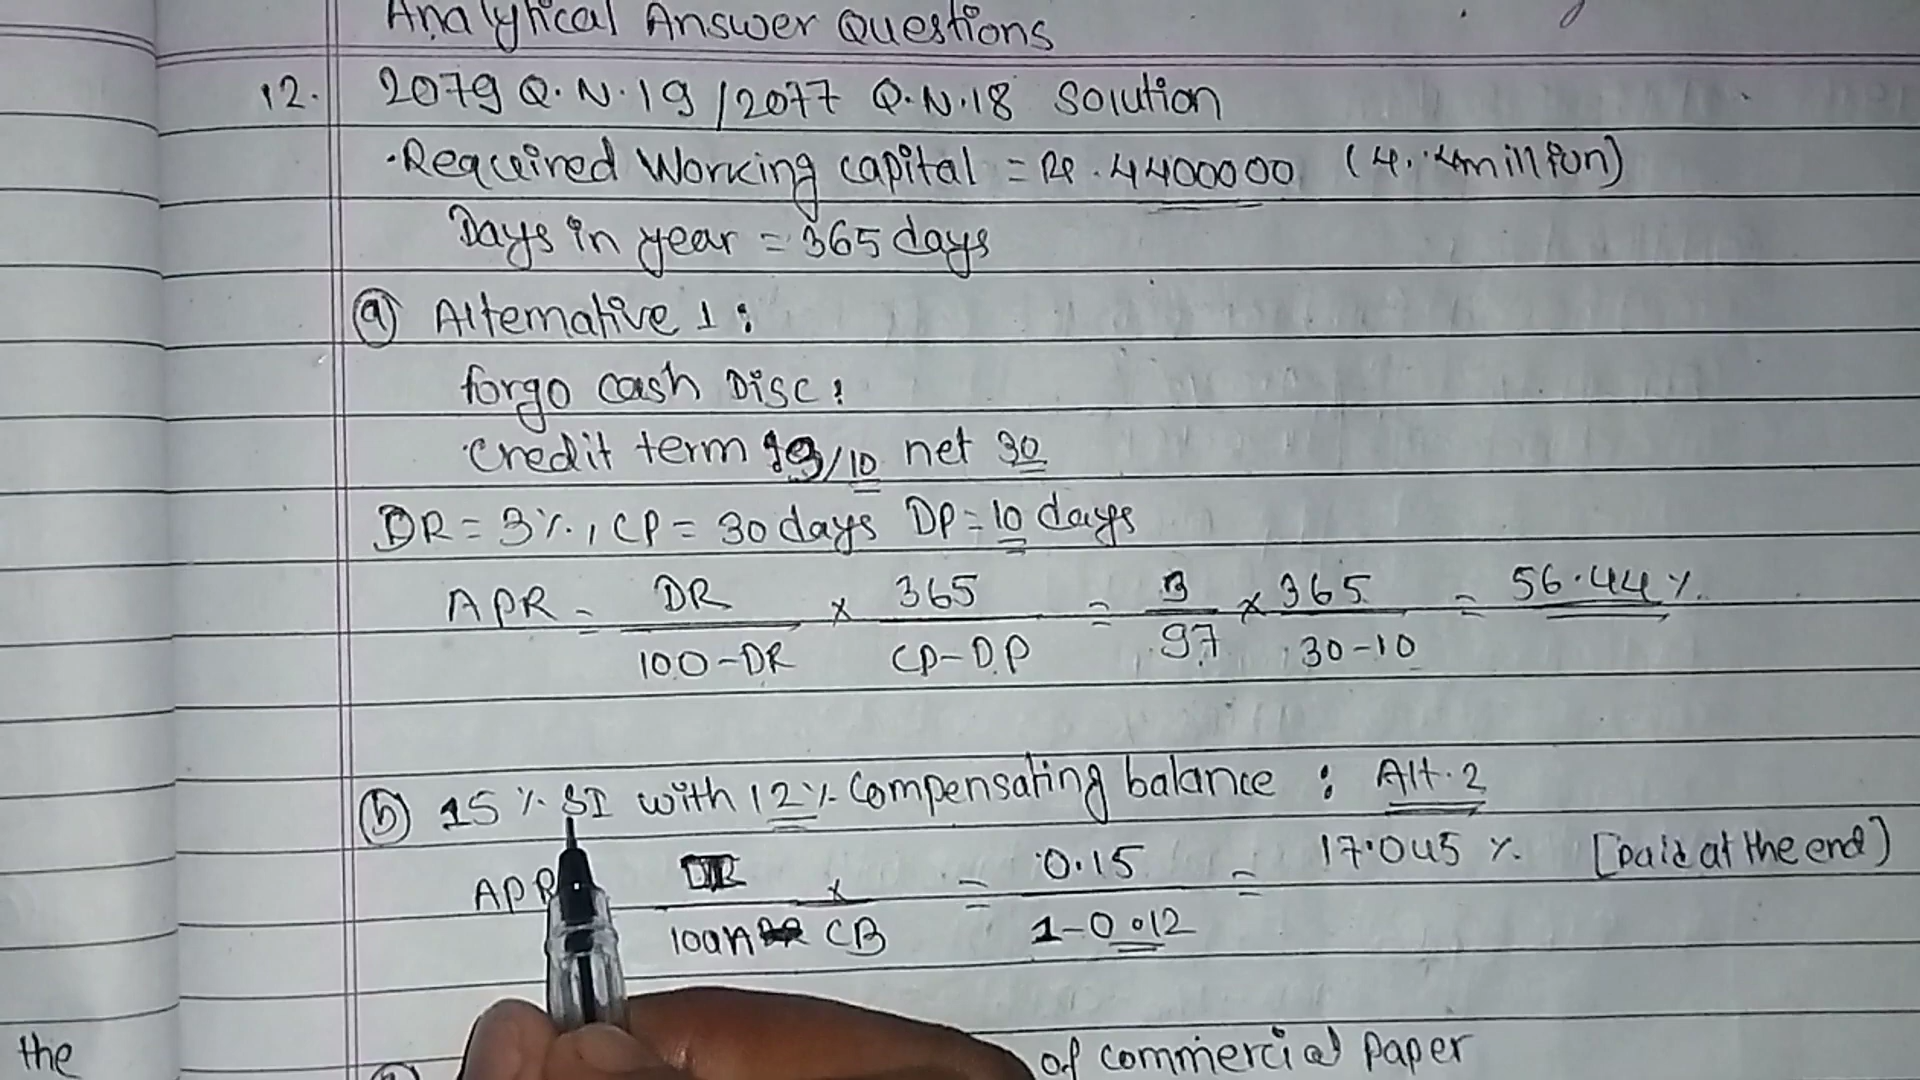 Analytical Answer Questions
12. 2079 Q.N.19/2077 Q.N.18 Solution
·Required Working capital = Rs.4400000 (4.4million)
Days in year = 365 days
(a) Alternative 1:
forgo cash Disc:
credit term 3/10 net 30
DR = 3%, CP = 30 days DP = 10 days
APR = DR/100-DR × 365/CP-DP = 3/97 × 365/30-10 = 56.44%
(b) 15% SI with 12% Compensating balance: Alt.2
APR I/loan CB = 0.15/1-0.12 = 17.045% [paid at the end]
the
of commercial paper